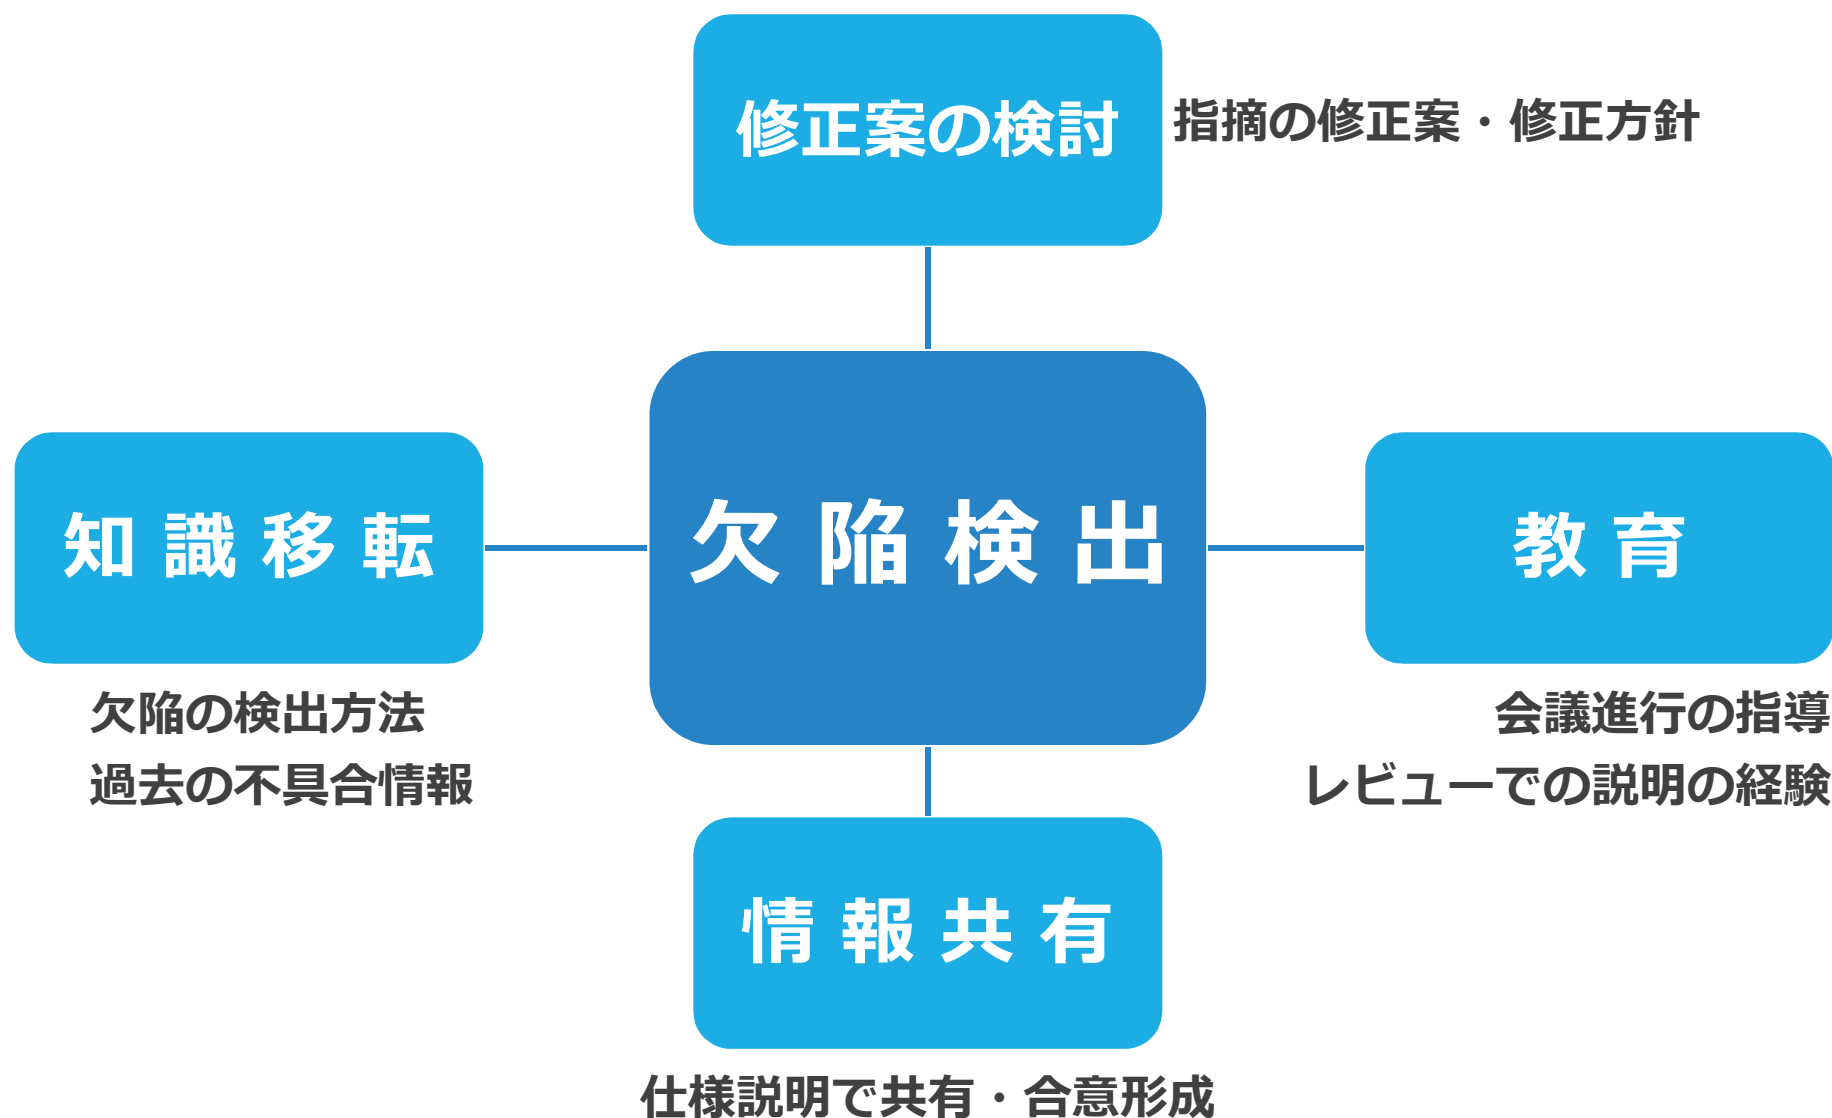 修正案の検討
指摘の修正案・修正方針
知識移転
欠陥検出
教育
欠陥の検出方法
過去の不具合情報
会議進行の指導
レビューでの説明の経験
情報共有
仕様説明で共有・合意形成